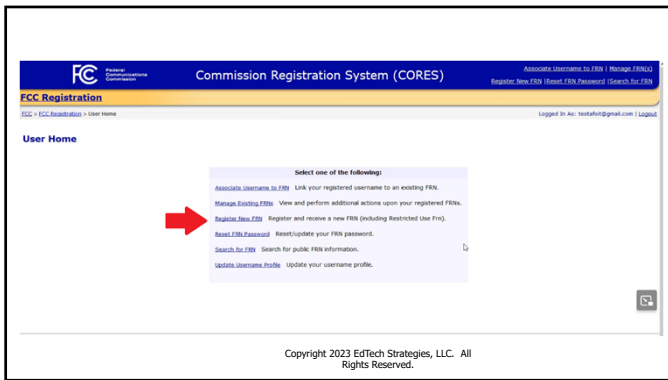 FCC Federal Communications Commission
Commission Registration System (CORES)
Associate Username to FRN | Manage FRN(s)
Register New FRN |Reset FRN Password |Search for FRN
FCC Registration
FCC > FCC Registration > User Home
Logged In As: testafoit@gmail.com | Logout
User Home
Select one of the following:
Associate Username to FRN Link your registered username to an existing FRN.
Manage Existing FRNs View and perform additional actions upon your registered FRNs.
Register New FRN Register and receive a new FRN (including Restricted Use Frn).
Reset FRN Password Reset/update your FRN password.
Search for FRN Search for public FRN information.
Update Username Profile Update your username profile.
Copyright 2023 EdTech Strategies, LLC. All
Rights Reserved.